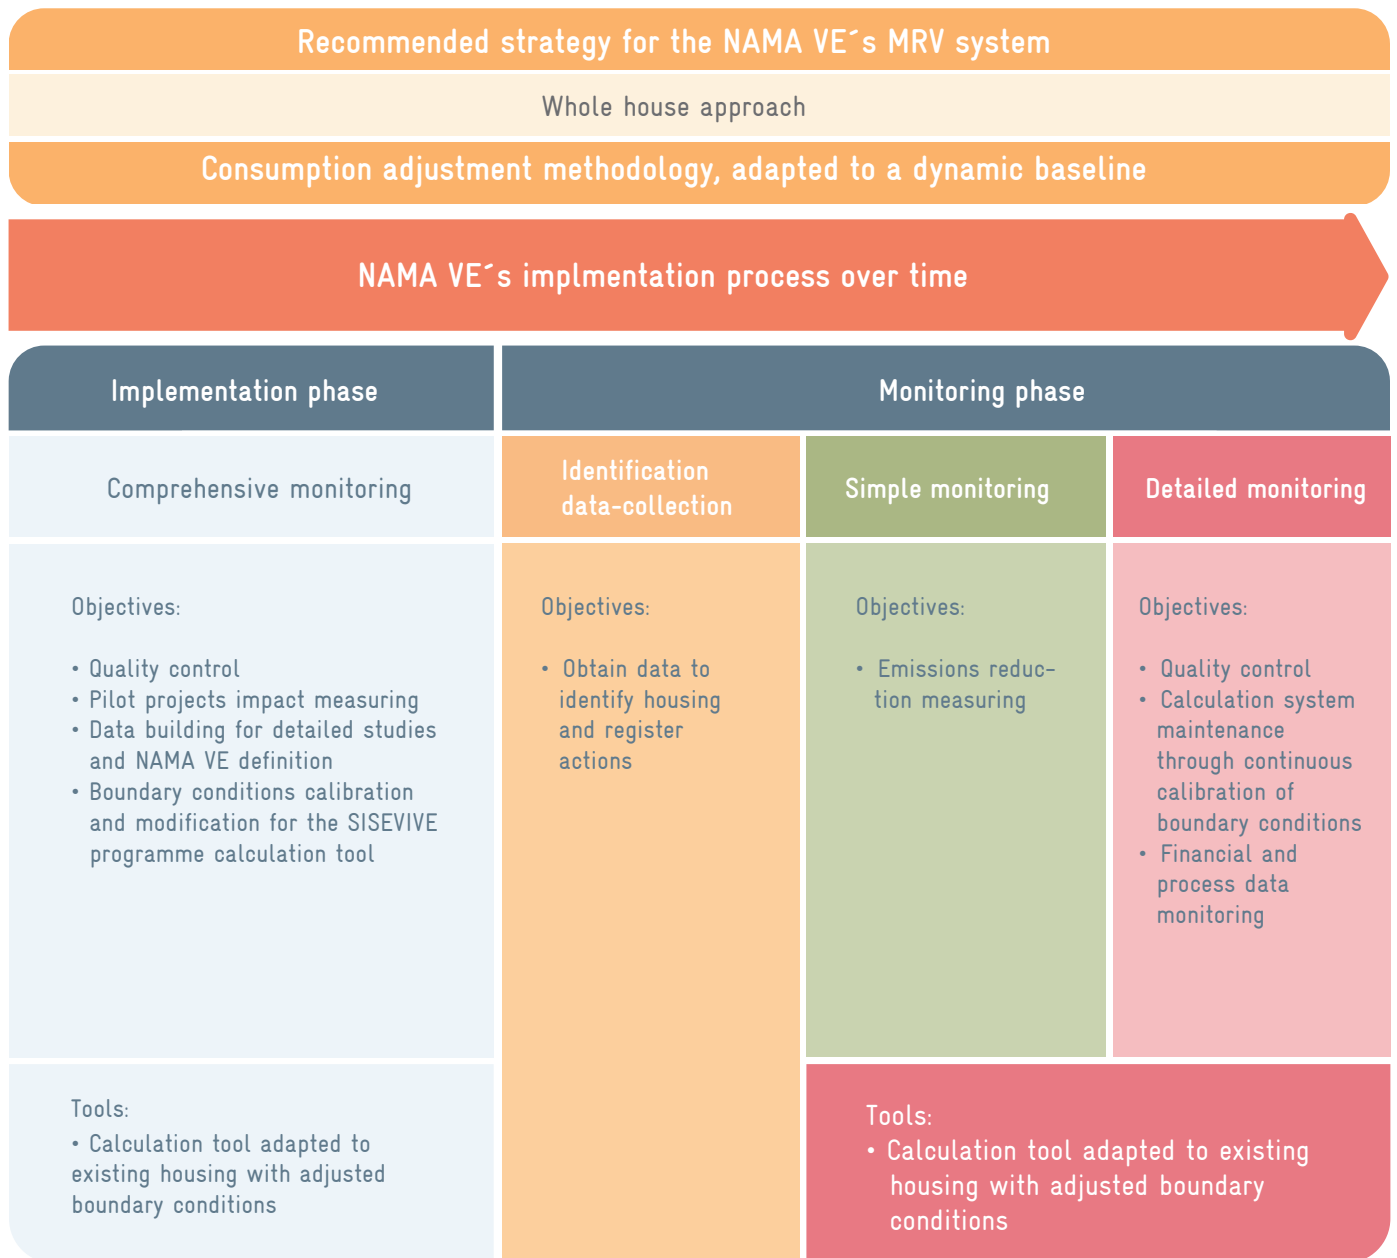 Recommended strategy for the NAMA VE´s MRV system
Whole house approach
Consumption adjustment methodology, adapted to a dynamic baseline
NAMA VE´s implmentation process over time
Implementation phase
Monitoring phase
Comprehensive monitoring
Identification
data-collection
Simple monitoring
Detailed monitoring
Objectives:
• Quality control
• Pilot projects impact measuring
• Data building for detailed studies
and NAMA VE definition
• Boundary conditions calibration
and modification for the SISEVIVE
programme calculation tool
Objectives:
• Obtain data to
identify housing
and register
actions
Objectives:
• Emissions reduc-
tion measuring
Objectives:
• Quality control
• Calculation system
maintenance
through continuous
calibration of
boundary conditions
• Financial and
process data
monitoring
Tools:
• Calculation tool adapted to
existing housing with adjusted
boundary conditions
Tools:
• Calculation tool adapted to existing
housing with adjusted boundary
conditions